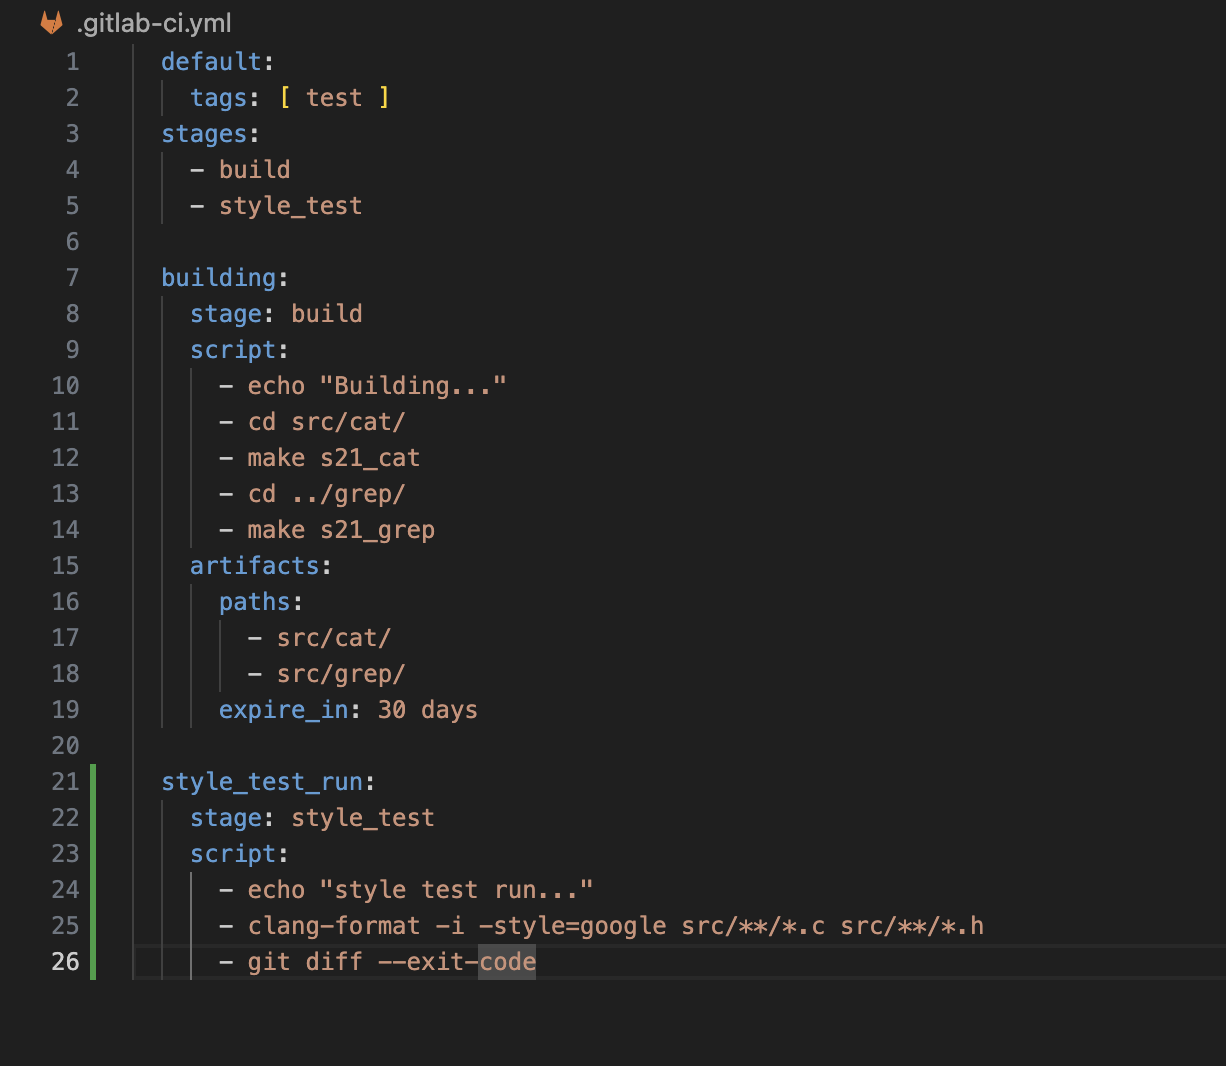 .gitlab-ci.yml
1 default:
2   tags: [ test ]
3 stages:
4   - build
5   - style_test
6
7 building:
8   stage: build
9   script:
10     - echo "Building..."
11     - cd src/cat/
12     - make s21_cat
13     - cd ../grep/
14     - make s21_grep
15   artifacts:
16     paths:
17       - src/cat/
18       - src/grep/
19     expire_in: 30 days
20
21 style_test_run:
22   stage: style_test
23   script:
24     - echo "style test run..."
25     - clang-format -i -style=google src/**/*.c src/**/*.h
26     - git diff --exit-code